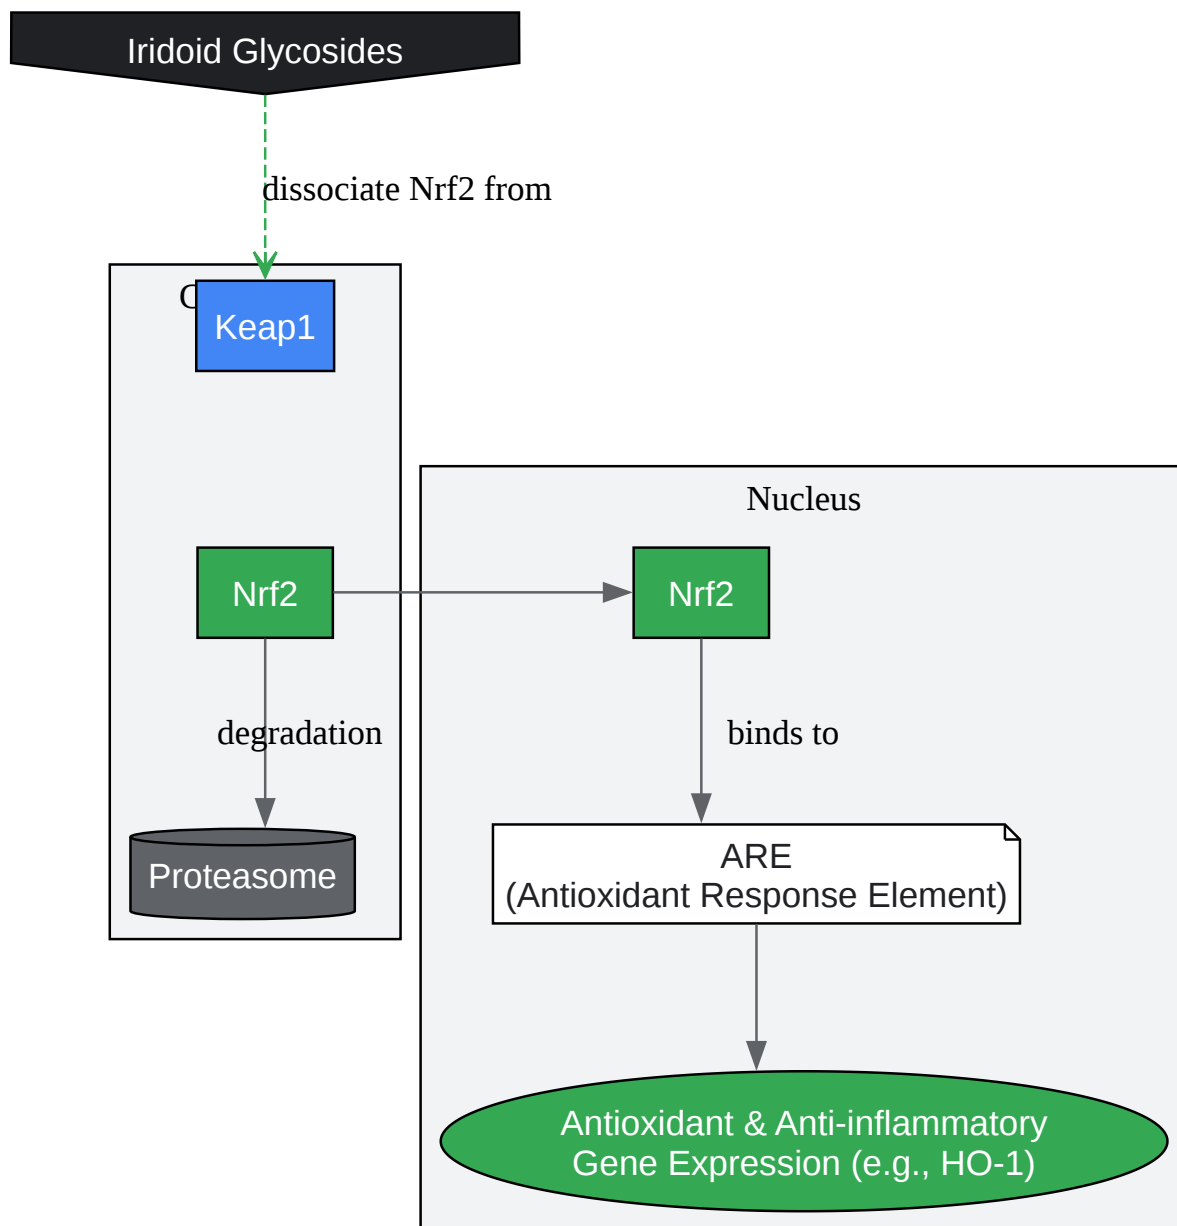 Iridoid Glycosides
dissociate Nrf2 from
Keap1
Nucleus
Nrf2
Nrf2
degradation
binds to
Proteasome
ARE
(Antioxidant Response Element)
Antioxidant & Anti-inflammatory
Gene Expression (e.g., HO-1)